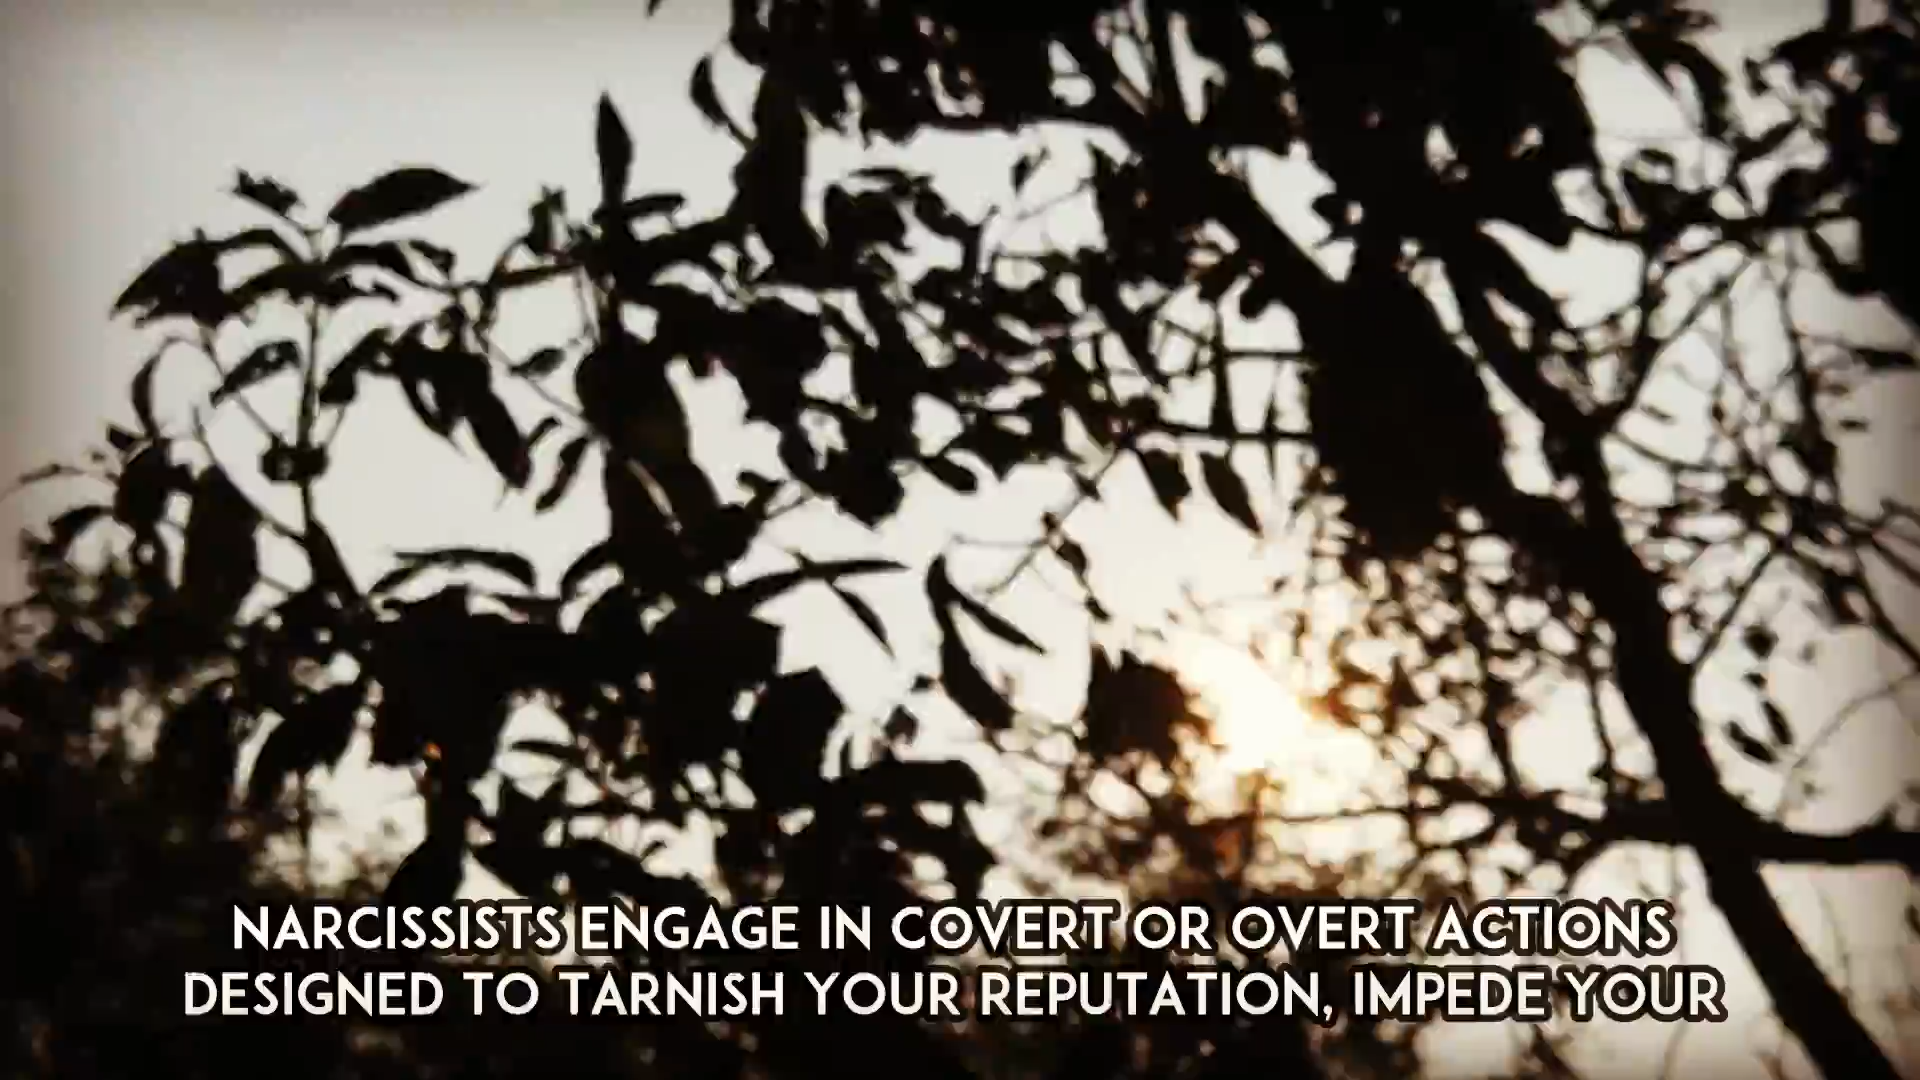 NARCISSISTS ENGAGE IN COVERT OR OVERT ACTIONS
DESIGNED TO TARNISH YOUR REPUTATION, IMPEDE YOUR